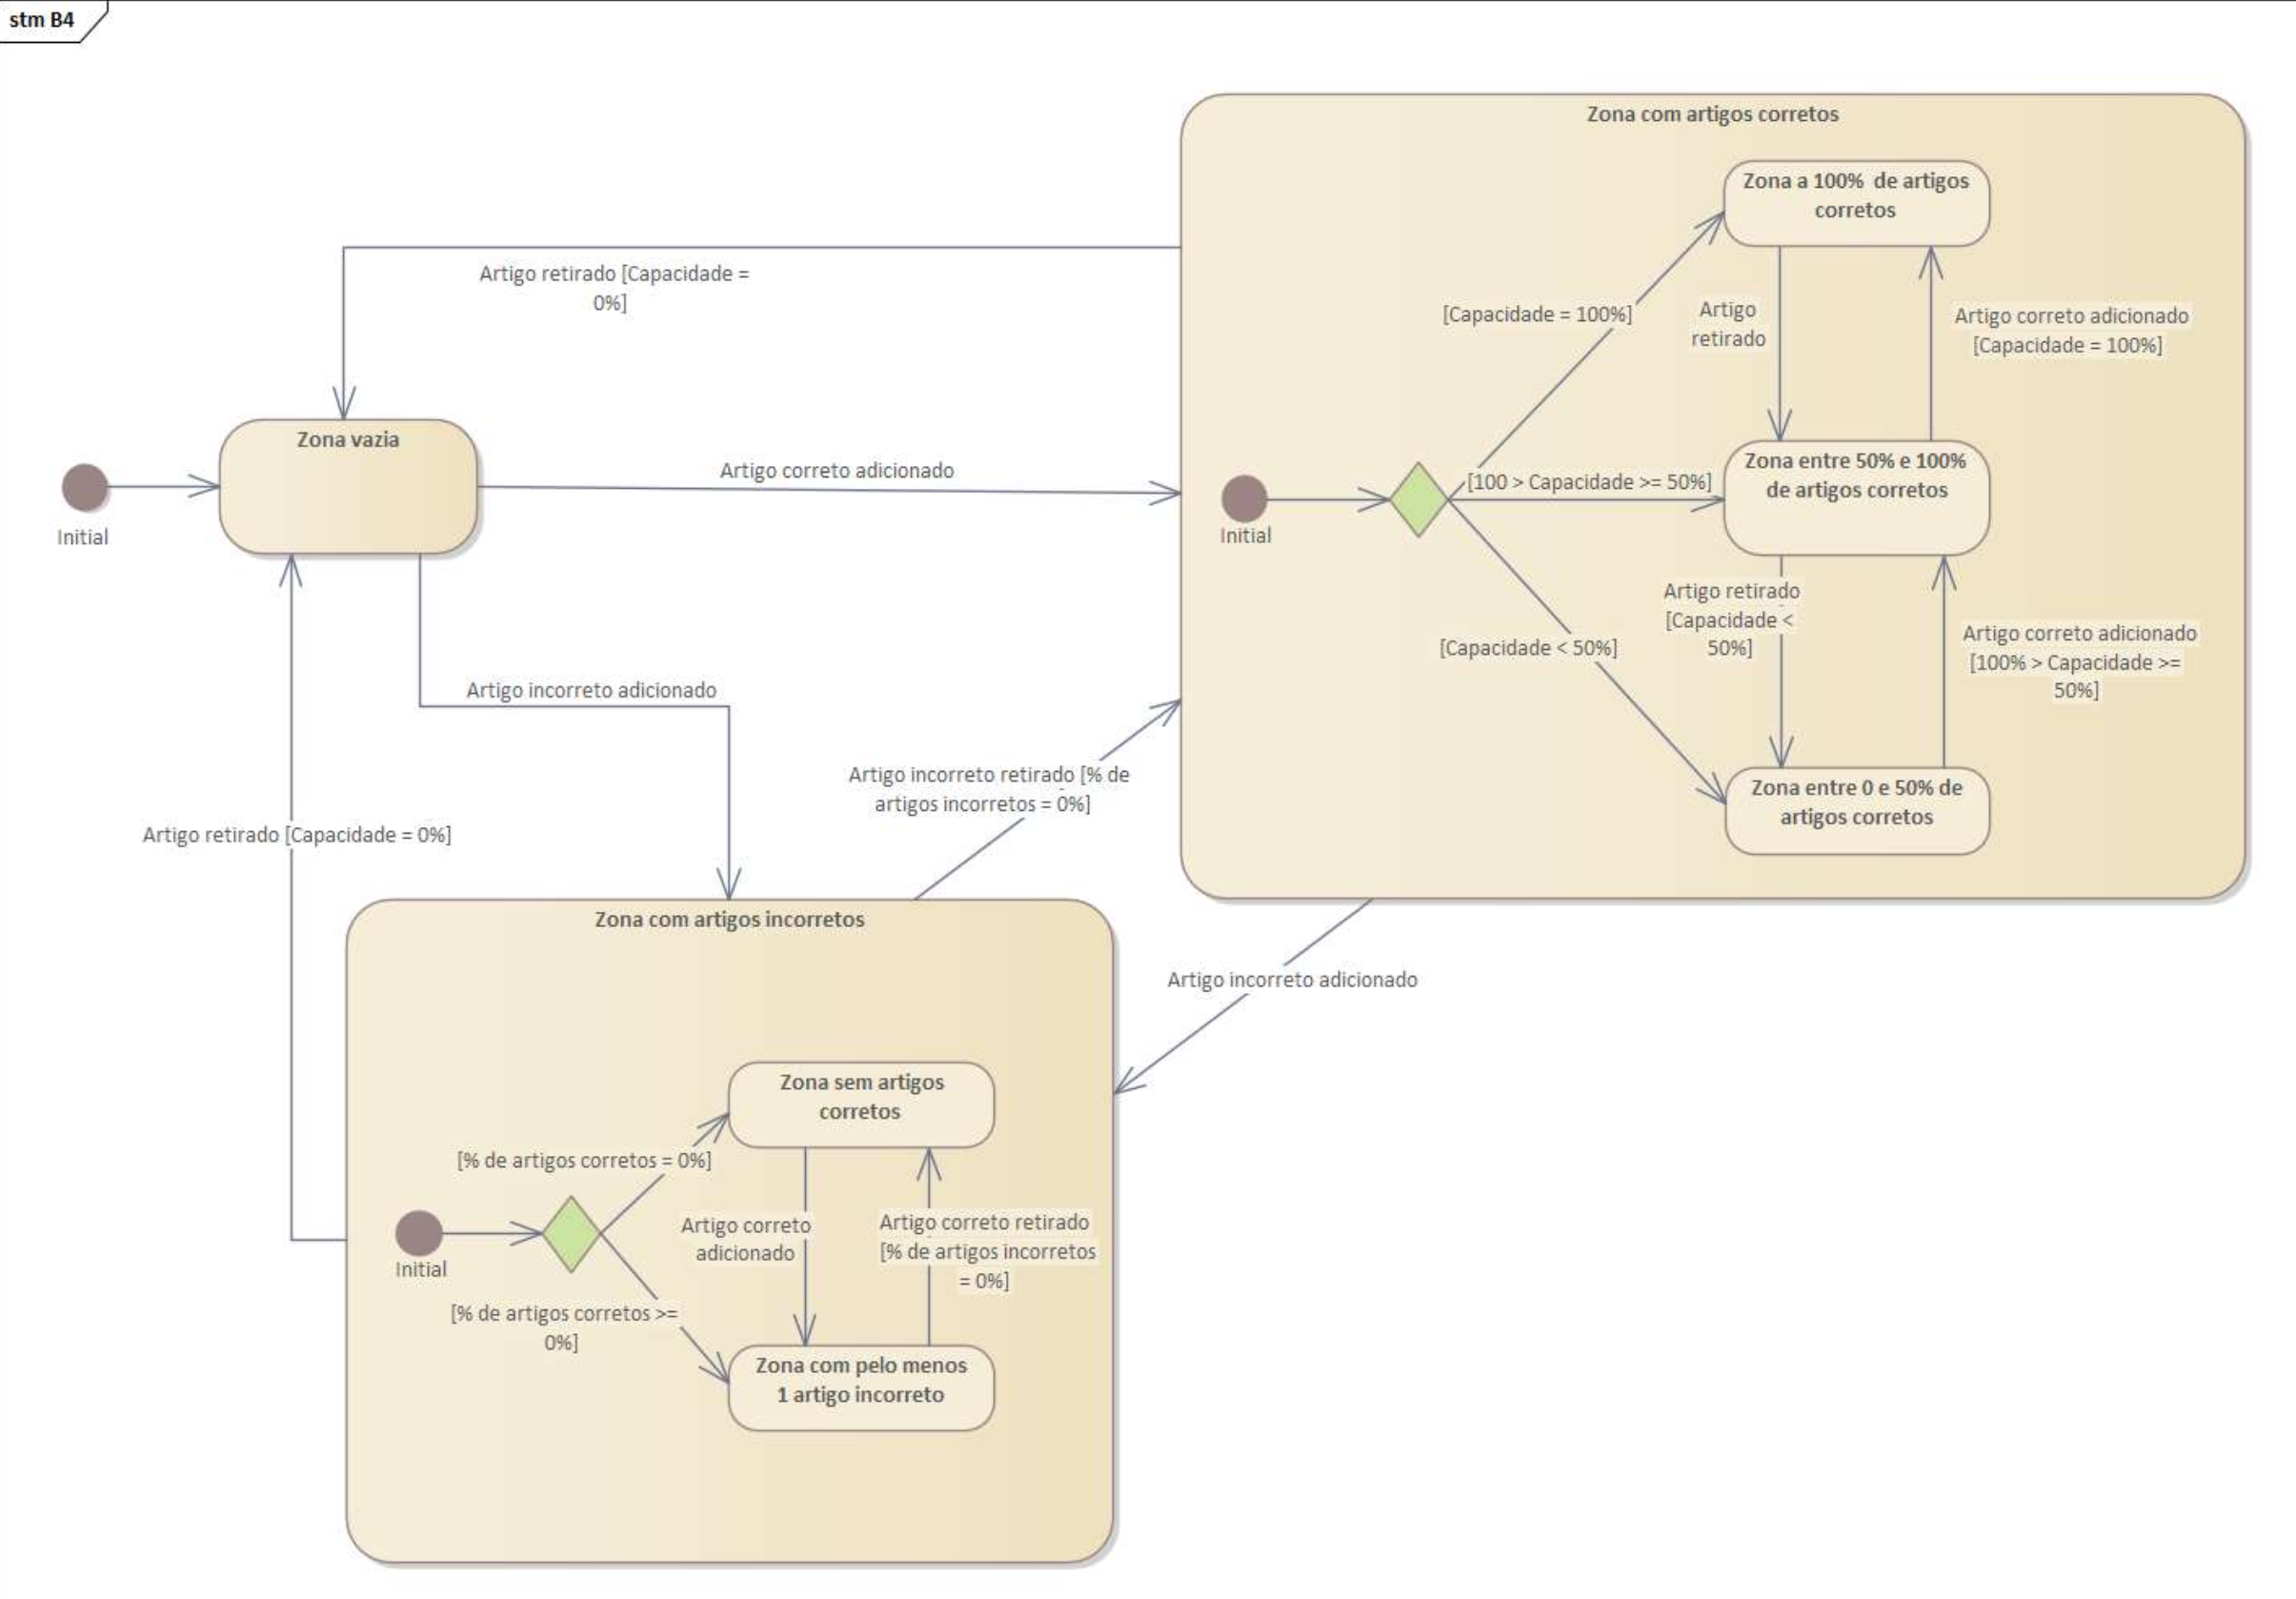 stm B4
Zona com artigos corretos
Zona a 100%  de artigos
corretos
Artigo retirado [Capacidade =
0%]
[Capacidade = 100%]
Artigo
retirado
Artigo correto adicionado
[Capacidade = 100%]
Zona vazia
Initial
Artigo correto adicionado
Initial
[100 > Capacidade >= 50%]
Zona entre 50% e 100%
de artigos corretos
Artigo retirado
[Capacidade <
50%]
[Capacidade < 50%]
Artigo correto adicionado
[100% > Capacidade >=
50%]
Artigo incorreto adicionado
Artigo incorreto retirado [% de
artigos incorretos = 0%]
Zona entre 0 e 50% de
artigos corretos
Artigo retirado [Capacidade = 0%]
Zona com artigos incorretos
Artigo incorreto adicionado
Zona sem artigos
corretos
[% de artigos corretos = 0%]
Initial
Artigo correto
adicionado
Artigo correto retirado
[% de artigos incorretos
= 0%]
[% de artigos corretos >=
0%]
Zona com pelo menos
1 artigo incorreto